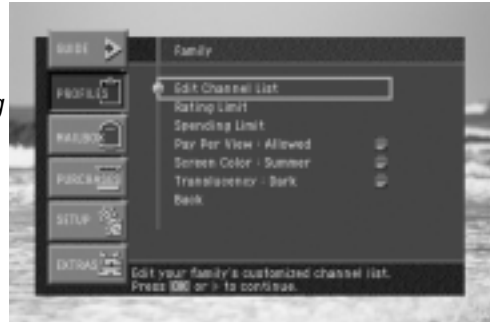 GUIDE
Family
PROFILES
Edit Channel List
Rating Limit
Spending Limit
MAILBOX
Pay Per View : Allowed
Screen Color : Summer
PURCHASES
Translucency : Dark
Back
SETUP
EXTRAS
Edit your family's customized channel list.
Press OK or > to continue.